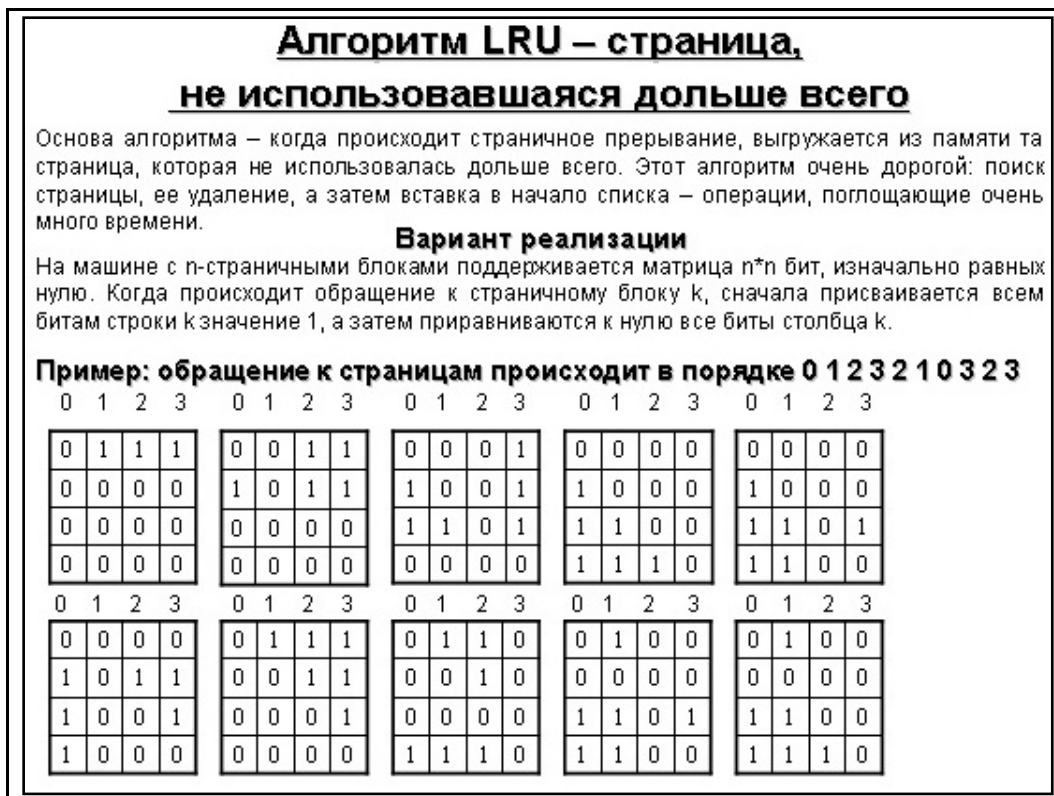 Алгоритм LRU – страница,
не использовавшаяся дольше всего
Основа алгоритма – когда происходит страничное прерывание, выгружается из памяти та
страница, которая не использовалась дольше всего. Этот алгоритм очень дорогой: поиск
страницы, ее удаление, а затем вставка в начало списка – операции, поглощающие очень
много времени.
Вариант реализации
На машине с n-страничными блоками поддерживается матрица n*n бит, изначально равных
нулю. Когда происходит обращение к страничному блоку k, сначала присваивается всем
битам строки k значение 1, а затем приравниваются к нулю все биты столбца k.
Пример: обращение к страницам происходит в порядке 0 1 2 3 2 1 0 3 2 3
0 1 2 3 0 1 2 3 0 1 2 3 0 1 2 3 0 1 2 3
0 1 1 1 0 0 1 1 0 0 0 1 0 0 0 0 0 0 0 0
0 0 0 0 1 0 1 1 1 0 0 1 1 0 0 0 1 0 0 0
0 0 0 0 0 0 0 0 1 1 0 1 1 1 0 0 1 1 0 1
0 0 0 0 0 0 0 0 0 0 0 0 1 1 1 0 1 1 0 0
0 1 2 3 0 1 2 3 0 1 2 3 0 1 2 3 0 1 2 3
0 0 0 0 0 1 1 1 0 1 1 0 0 1 0 0 0 1 0 0
1 0 1 1 0 0 1 1 0 0 1 0 0 0 0 0 0 0 0 0
1 0 0 1 0 0 0 1 0 0 0 0 1 1 0 1 1 1 0 0
1 0 0 0 0 0 0 0 1 1 1 0 1 1 0 0 1 1 1 0